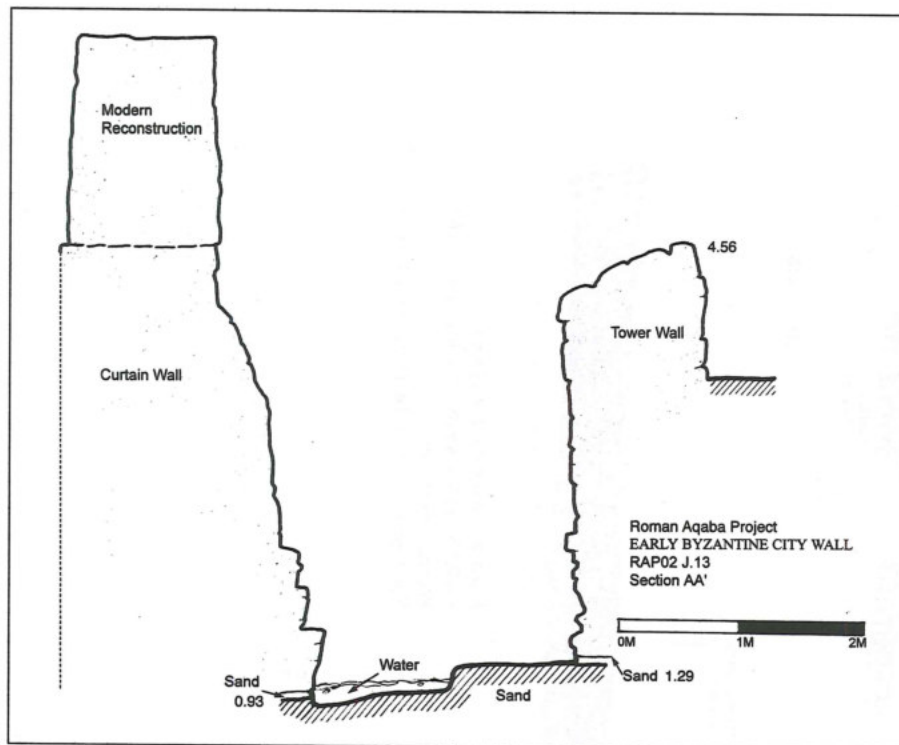 Modern
Reconstruction
4.56
Tower Wall
Curtain Wall
Roman Aqaba Project
EARLY BYZANTINE CITY WALL
RAP02 J.13
Section AA'
0M 1M 2M
Water
Sand
0.93
Sand
Sand 1.29